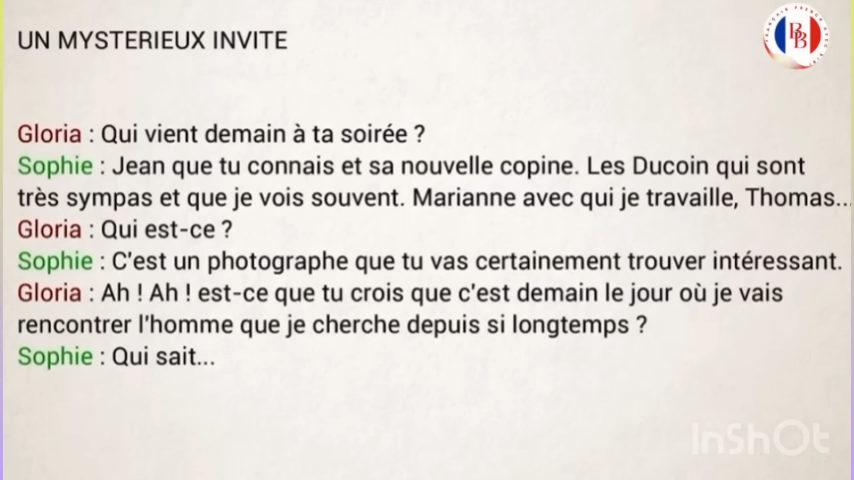 UN MYSTERIEUX INVITE
Gloria : Qui vient demain à ta soirée ?
Sophie : Jean que tu connais et sa nouvelle copine. Les Ducoin qui sont
très sympas et que je vois souvent. Marianne avec qui je travaille, Thomas...
Gloria : Qui est-ce ?
Sophie : C'est un photographe que tu vas certainement trouver intéressant.
Gloria : Ah ! Ah ! est-ce que tu crois que c'est demain le jour où je vais
rencontrer l'homme que je cherche depuis si longtemps ?
Sophie : Qui sait...
InShOt